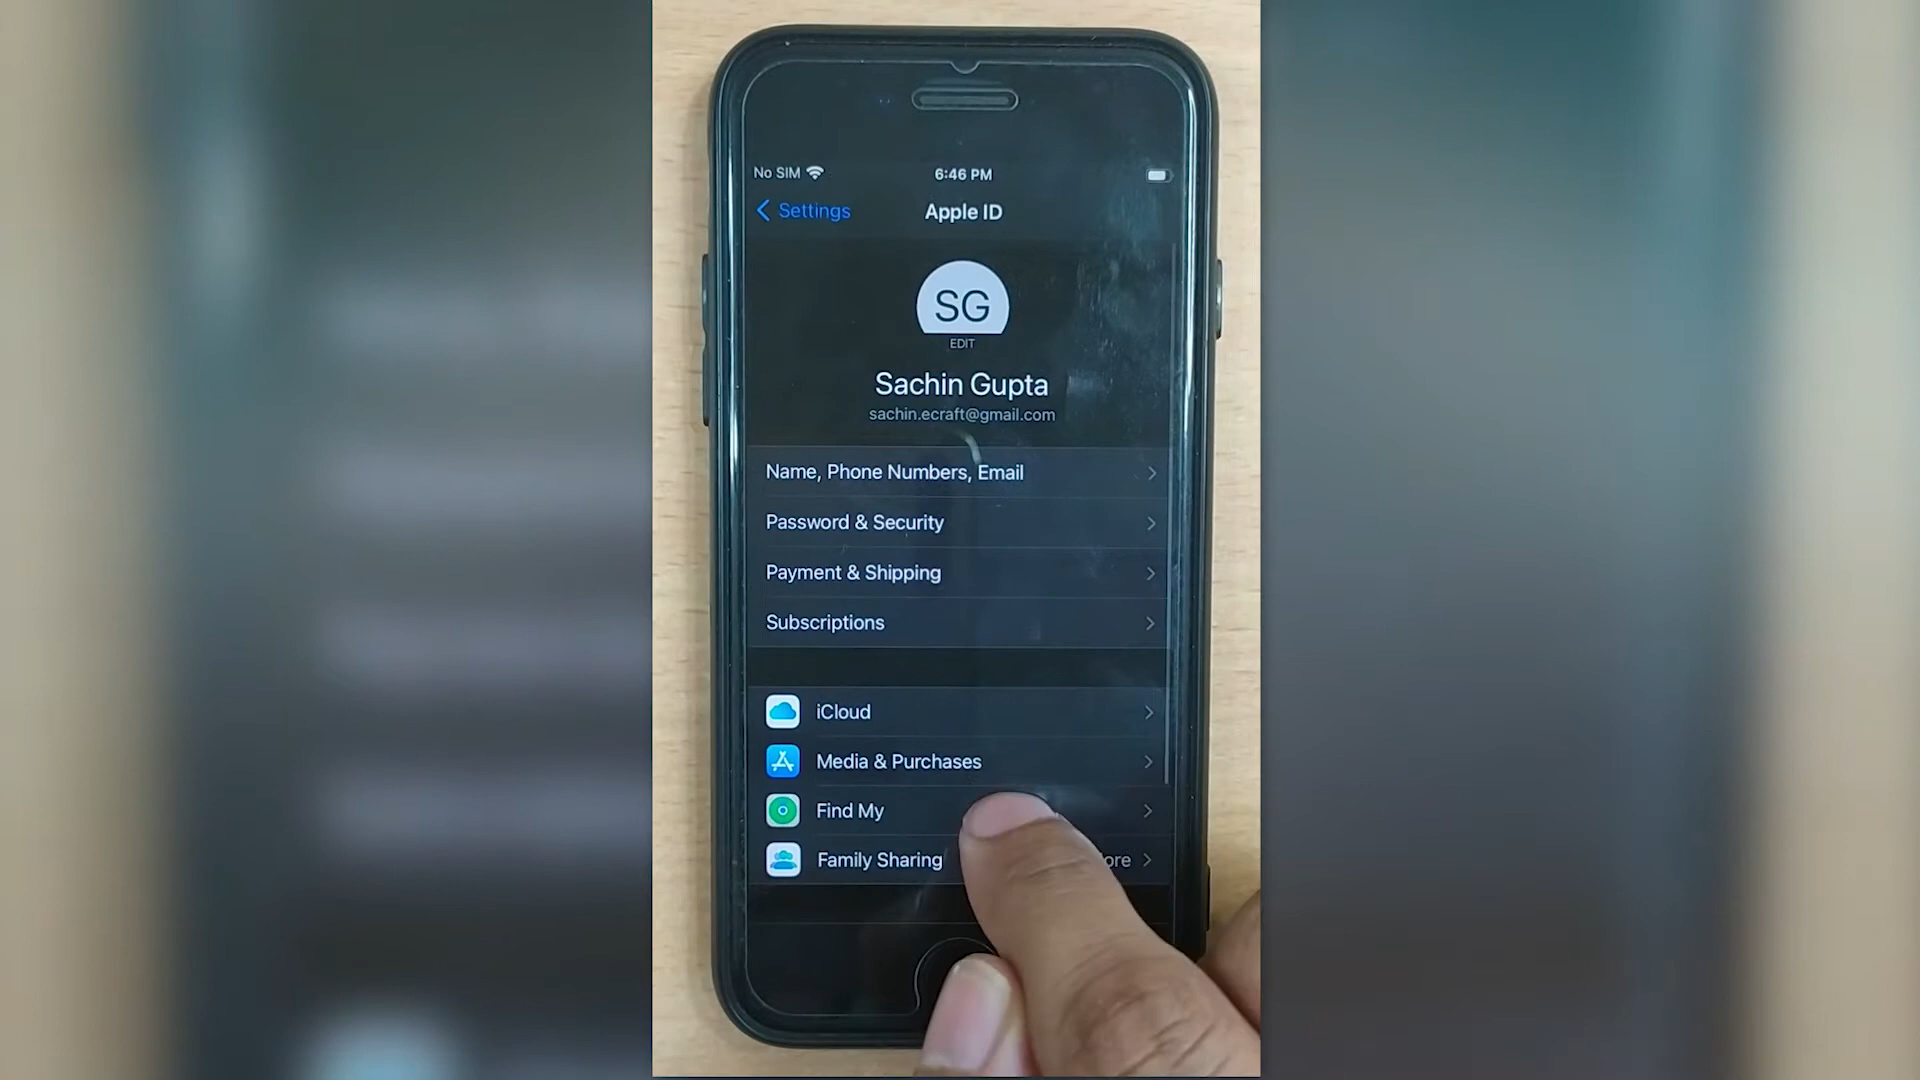 No SIM
6:46 PM
Settings
Apple ID
SG
EDIT
Sachin Gupta
sachin.ecraft@gmail.com
Name, Phone Numbers, Email
Password & Security
Payment & Shipping
Subscriptions
iCloud
Media & Purchases
Find My
Family Sharing